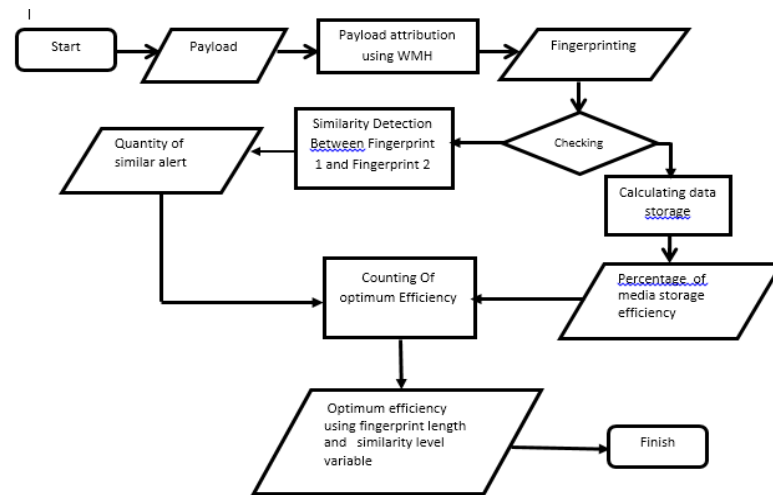 I
Start
Payload
Payload attribution
using WMH
Fingerprinting
Checking
Similarity Detection
Between Fingerprint
1 and Fingerprint 2
Quantity of
similar alert
Calculating data
storage
Percentage of
media storage
efficiency
Counting Of
optimum Efficiency
Optimum efficiency
using fingerprint length
and similarity level
variable
Finish